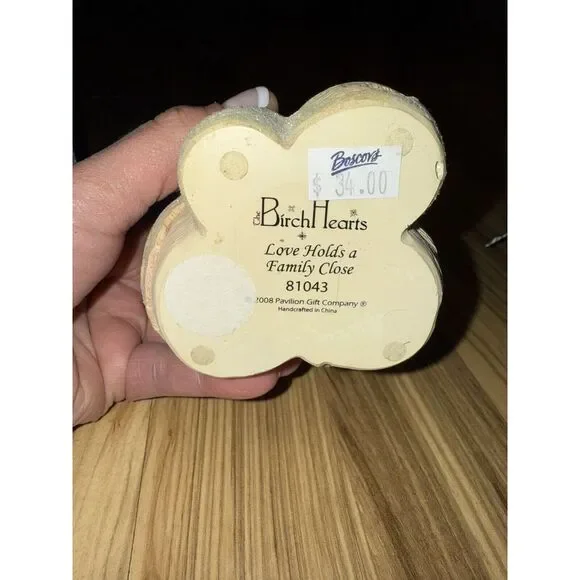 Boscov's
$ 34.00
The BirchHearts
Love Holds a
Family Close
81043
© 2008 Pavilion Gift Company ®
Handcrafted in China